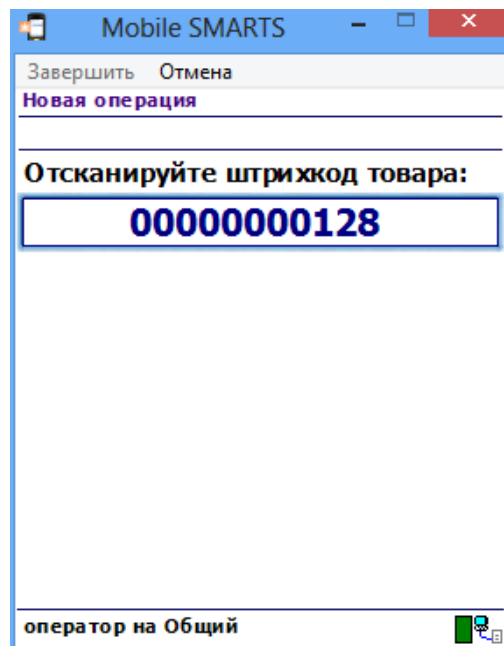 Mobile SMARTS
Завершить Отмена
Новая операция
Отсканируйте штрихкод товара:
00000000128
оператор на Общий